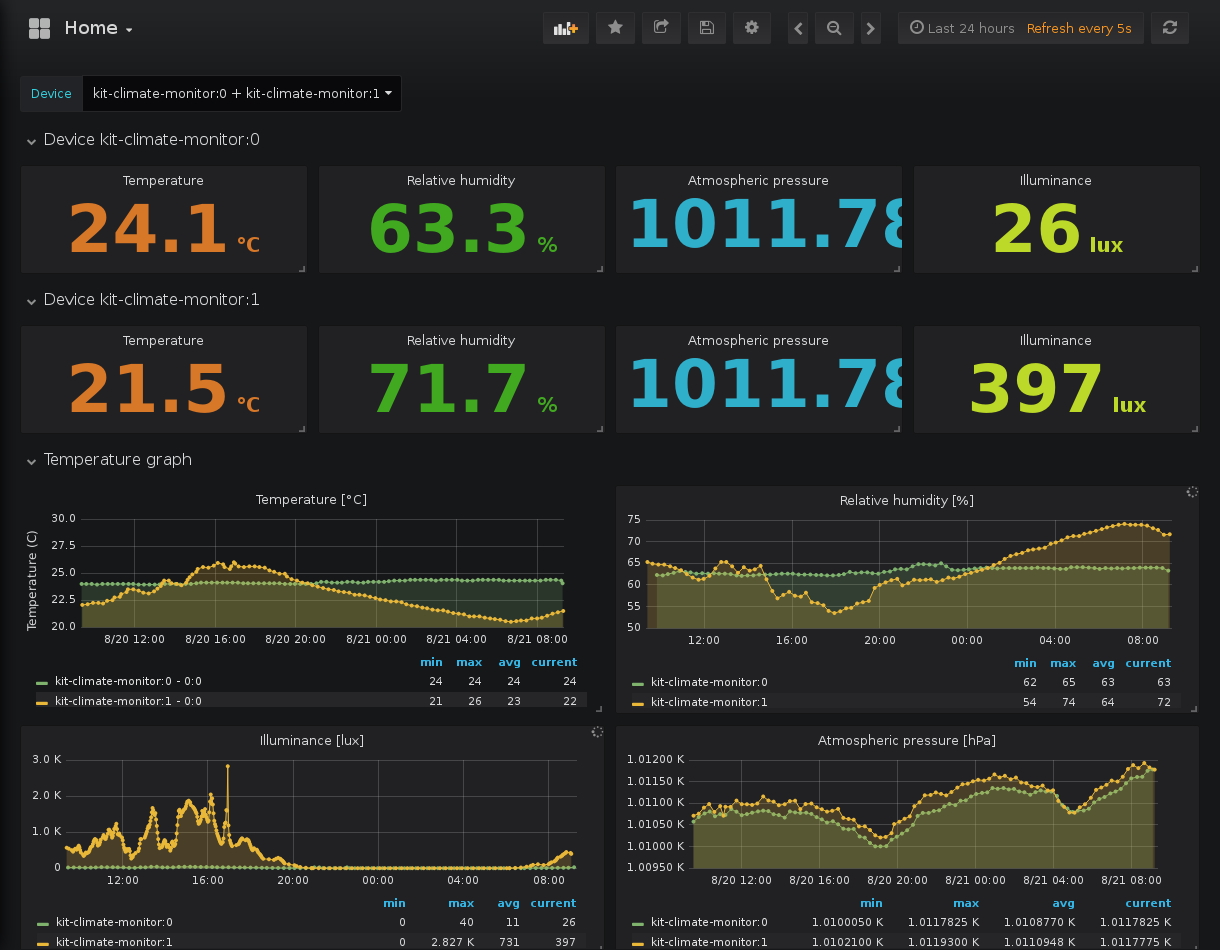 Home
Last 24 hours Refresh every 5s
Device kit-climate-monitor:0 + kit-climate-monitor:1
Device kit-climate-monitor:0
Temperature Relative humidity Atmospheric pressure Illuminance
24.1 °C 63.3 % 1011.78 26 lux
Device kit-climate-monitor:1
Temperature Relative humidity Atmospheric pressure Illuminance
21.5 °C 71.7 % 1011.78 397 lux
Temperature graph
Temperature [°C]
Temperature (C)
30.0
27.5
25.0
22.5
20.0
8/20 12:00 8/20 16:00 8/20 20:00 8/21 00:00 8/21 04:00 8/21 08:00
min max avg current
kit-climate-monitor:0 - 0:0 24 24 24 24
kit-climate-monitor:1 - 0:0 21 26 23 22
Relative humidity [%]
75
70
65
60
55
50
12:00 16:00 20:00 00:00 04:00 08:00
min max avg current
kit-climate-monitor:0 62 65 63 63
kit-climate-monitor:1 54 74 64 72
Illuminance [lux]
3.0 K
2.0 K
1.0 K
0
12:00 16:00 20:00 00:00 04:00 08:00
min max avg current
kit-climate-monitor:0 0 40 11 26
kit-climate-monitor:1 0 2.827 K 731 397
Atmospheric pressure [hPa]
1.01200 K
1.01150 K
1.01100 K
1.01050 K
1.01000 K
1.00950 K
8/20 12:00 8/20 16:00 8/20 20:00 8/21 00:00 8/21 04:00 8/21 08:00
min max avg current
kit-climate-monitor:0 1.0100050 K 1.0117825 K 1.0108770 K 1.0117825 K
kit-climate-monitor:1 1.0102100 K 1.0119300 K 1.0110948 K 1.0117775 K